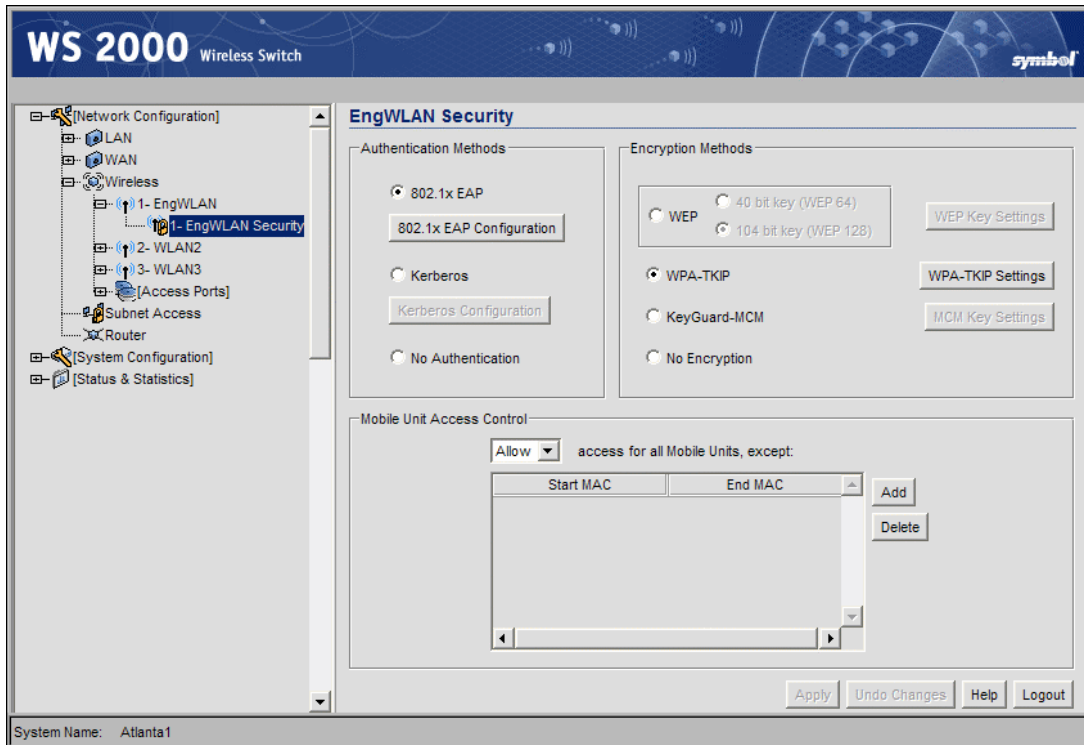 WS 2000 Wireless Switch
symbol
[Network Configuration]
LAN
WAN
Wireless
1- EngWLAN
1- EngWLAN Security
2- WLAN2
3- WLAN3
[Access Ports]
Subnet Access
Router
[System Configuration]
[Status & Statistics]
EngWLAN Security
Authentication Methods
802.1x EAP
802.1x EAP Configuration
Kerberos
Kerberos Configuration
No Authentication
Encryption Methods
WEP
40 bit key (WEP 64)
104 bit key (WEP 128)
WEP Key Settings
WPA-TKIP
WPA-TKIP Settings
KeyGuard-MCM
MCM Key Settings
No Encryption
Mobile Unit Access Control
Allow access for all Mobile Units, except:
Start MAC End MAC
Add
Delete
Apply Undo Changes Help Logout
System Name: Atlanta1